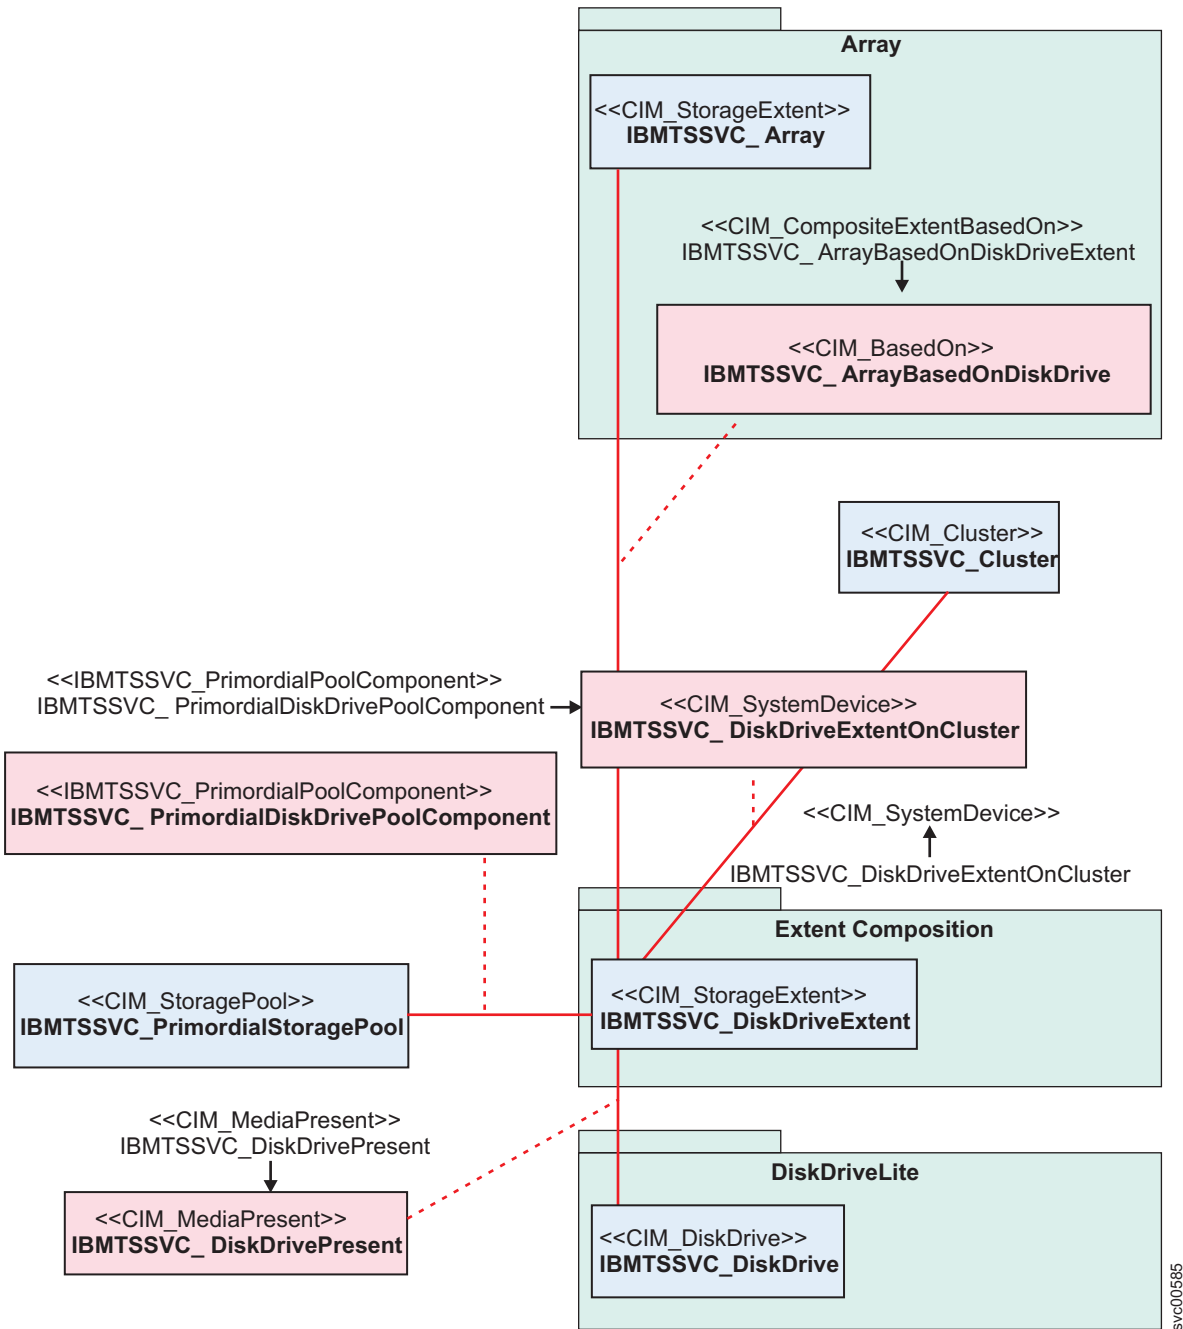 Array
<<CIM_StorageExtent>>
IBMTSSVC_ Array
<<CIM_CompositeExtentBasedOn>>
IBMTSSVC_ ArrayBasedOnDiskDriveExtent
<<CIM_BasedOn>>
IBMTSSVC_ ArrayBasedOnDiskDrive
<<CIM_Cluster>>
IBMTSSVC_Cluster
<<IBMTSSVC_PrimordialPoolComponent>>
IBMTSSVC_ PrimordialDiskDrivePoolComponent
<<CIM_SystemDevice>>
IBMTSSVC_ DiskDriveExtentOnCluster
<<IBMTSSVC_PrimordialPoolComponent>>
IBMTSSVC_ PrimordialDiskDrivePoolComponent
<<CIM_SystemDevice>>
IBMTSSVC_DiskDriveExtentOnCluster
Extent Composition
<<CIM_StoragePool>>
IBMTSSVC_PrimordialStoragePool
<<CIM_StorageExtent>>
IBMTSSVC_DiskDriveExtent
<<CIM_MediaPresent>>
IBMTSSVC_DiskDrivePresent
<<CIM_MediaPresent>>
IBMTSSVC_ DiskDrivePresent
DiskDriveLite
<<CIM_DiskDrive>>
IBMTSSVC_DiskDrive
svc00585